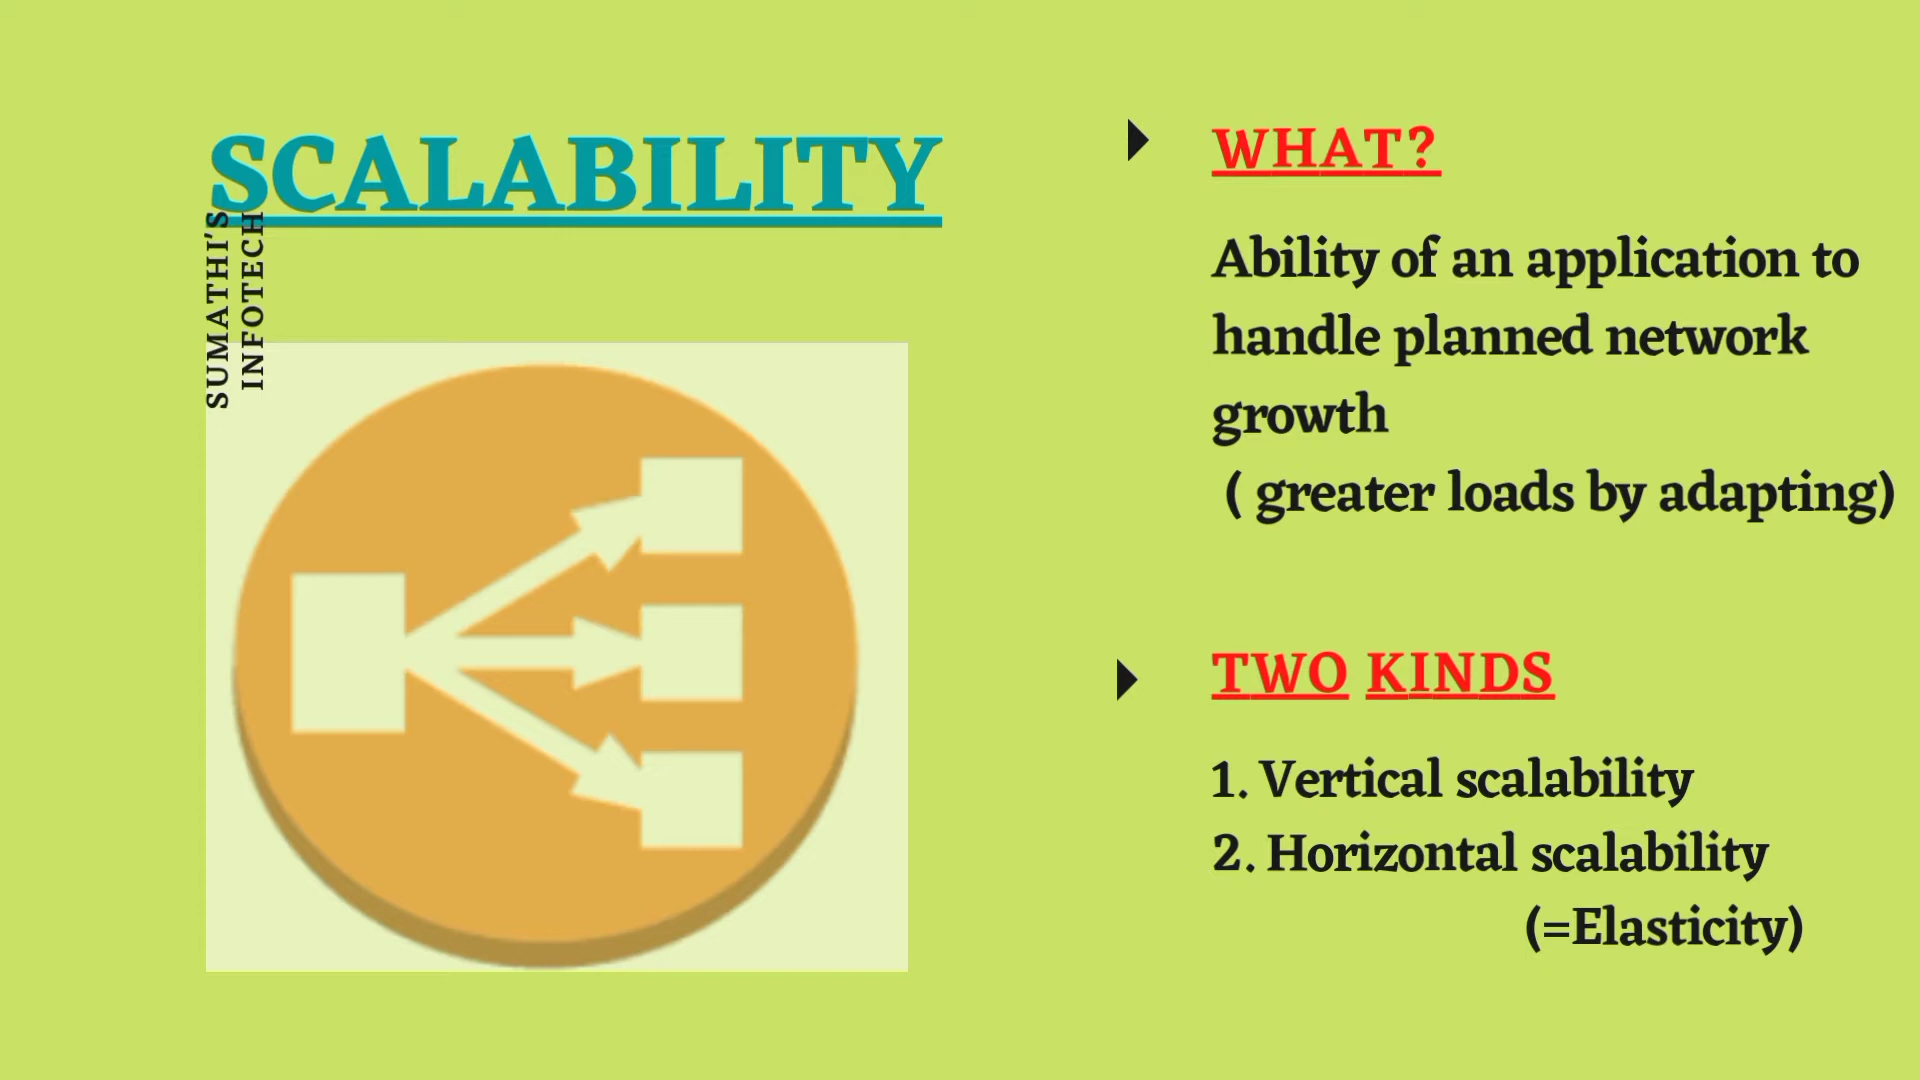 SCALABILITY
SUMATHI'S
INFOTECH
WHAT?
Ability of an application to
handle planned network
growth
( greater loads by adapting)
TWO KINDS
1. Vertical scalability
2. Horizontal scalability
(=Elasticity)